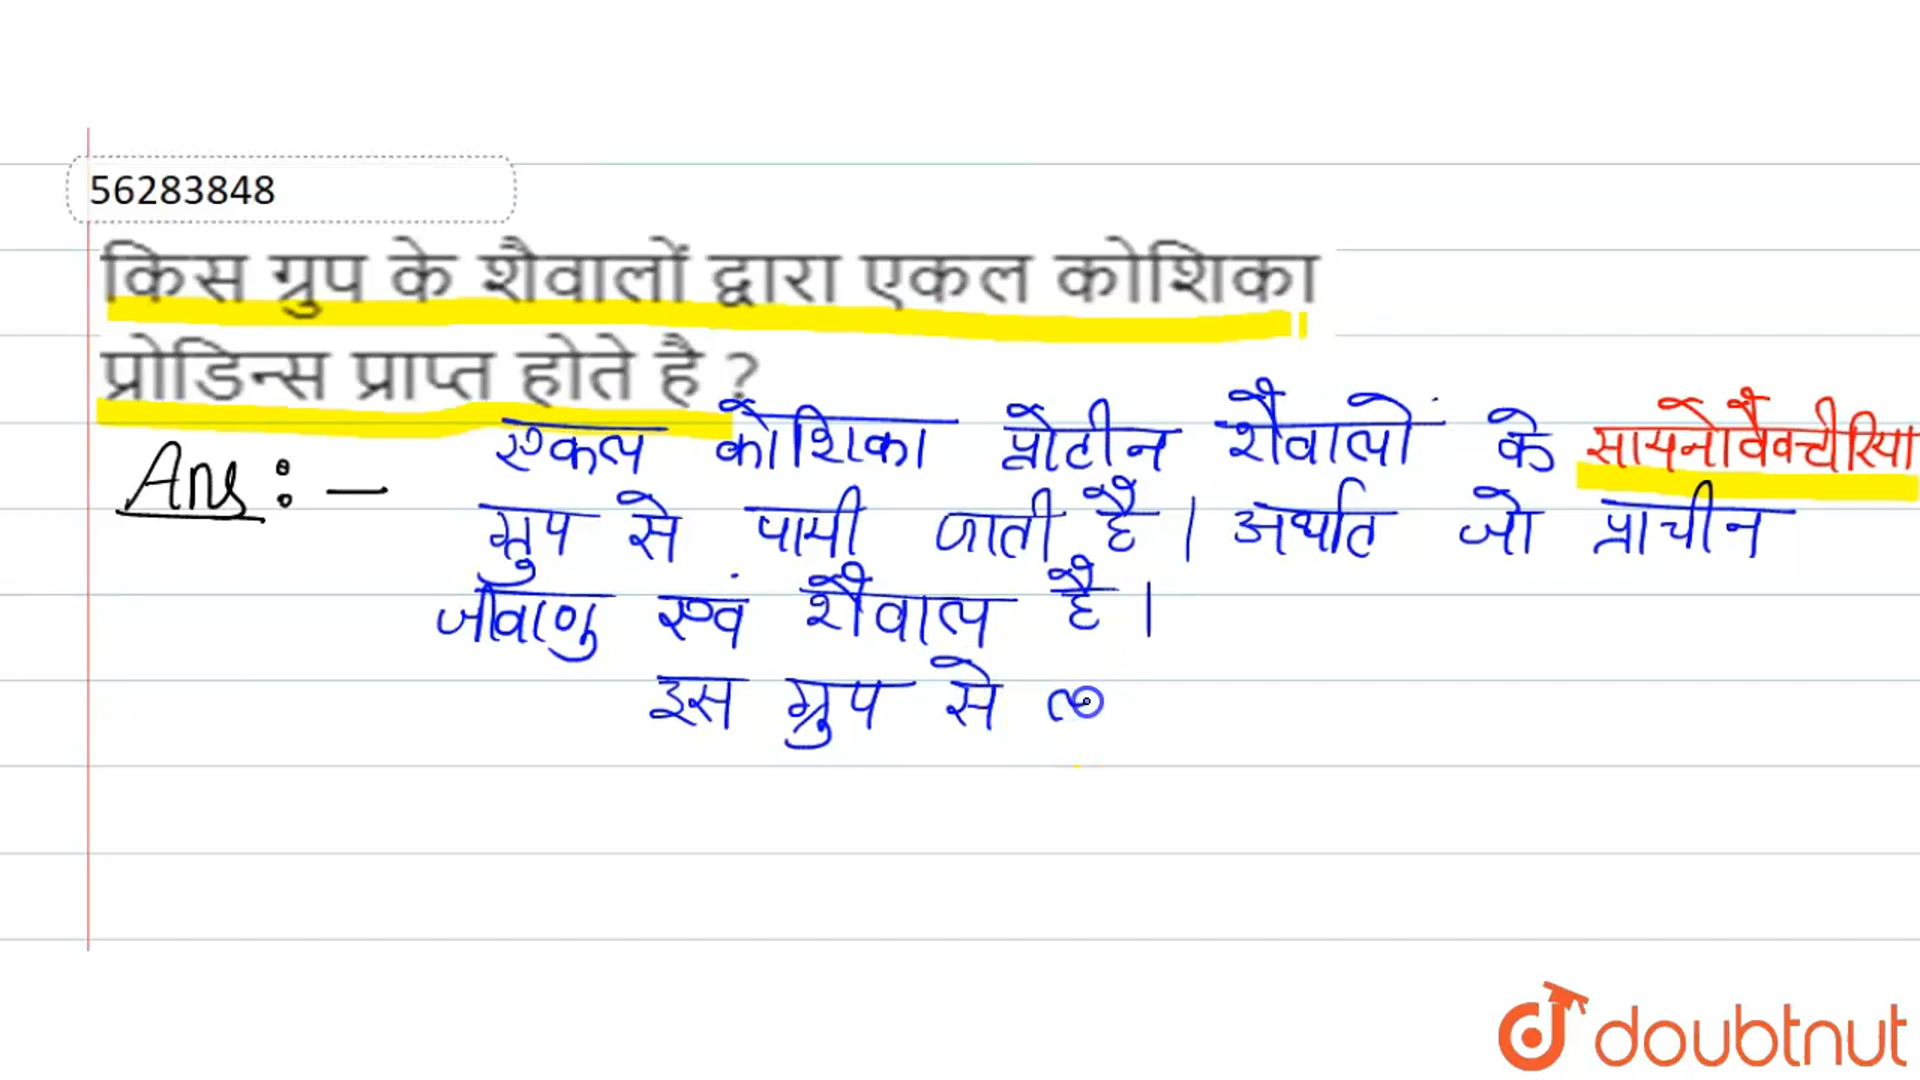 56283848
किस ग्रुप के शैवालों द्वारा एकल कोशिका
प्रोडिन्स प्राप्त होते है ?
Ans :- एकल कोशिका प्रोटीन शैवालों के सायनोबैक्टीरिया
ग्रुप से पायी जाती है। अर्थात जो प्राचीन
जीवाणु एवं शैवाल है।
इस ग्रुप से
doubtnut